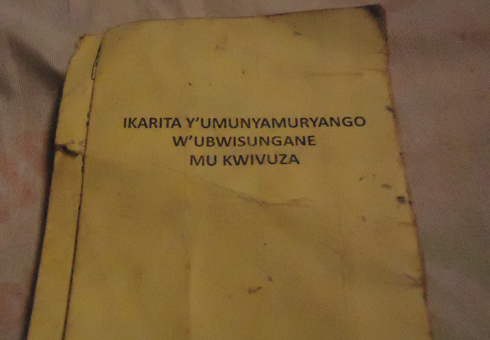 IKARITA Y'UMUNYAMURYANGO
W'UBWISUNGANE
MU KWIVUZA